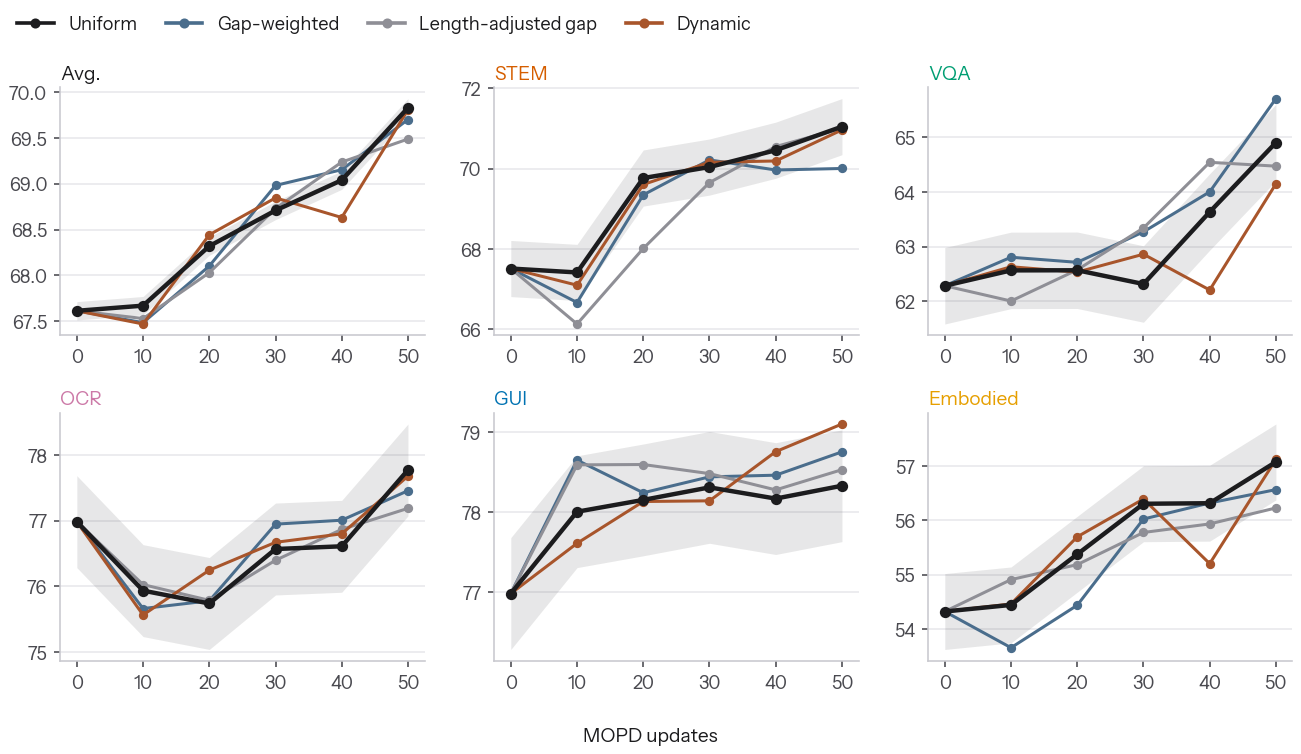 Uniform Gap-weighted Length-adjusted gap Dynamic
Avg. STEM VQA
70.0
69.5
69.0
68.5
68.0
67.5
0 10 20 30 40 50
72
70
68
66
0 10 20 30 40 50
65
64
63
62
0 10 20 30 40 50
OCR GUI Embodied
78
77
76
75
0 10 20 30 40 50
79
78
77
0 10 20 30 40 50
57
56
55
54
0 10 20 30 40 50
MOPD updates